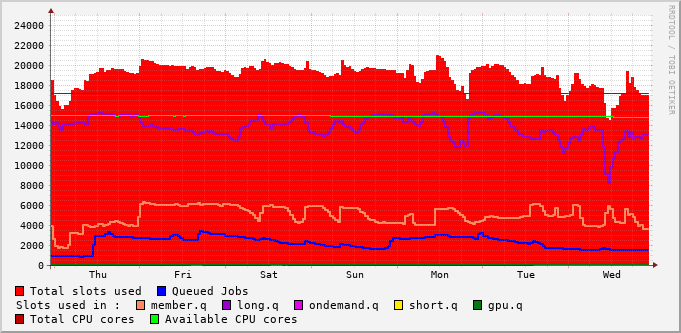 RRDTOOL / TOBI OETIKER
24000
22000
20000
18000
16000
14000
12000
10000
8000
6000
4000
2000
0
Thu Fri Sat Sun Mon Tue Wed
Total slots used Queued Jobs
Slots used in : member.q long.q ondemand.q short.q gpu.q
Total CPU cores Available CPU cores